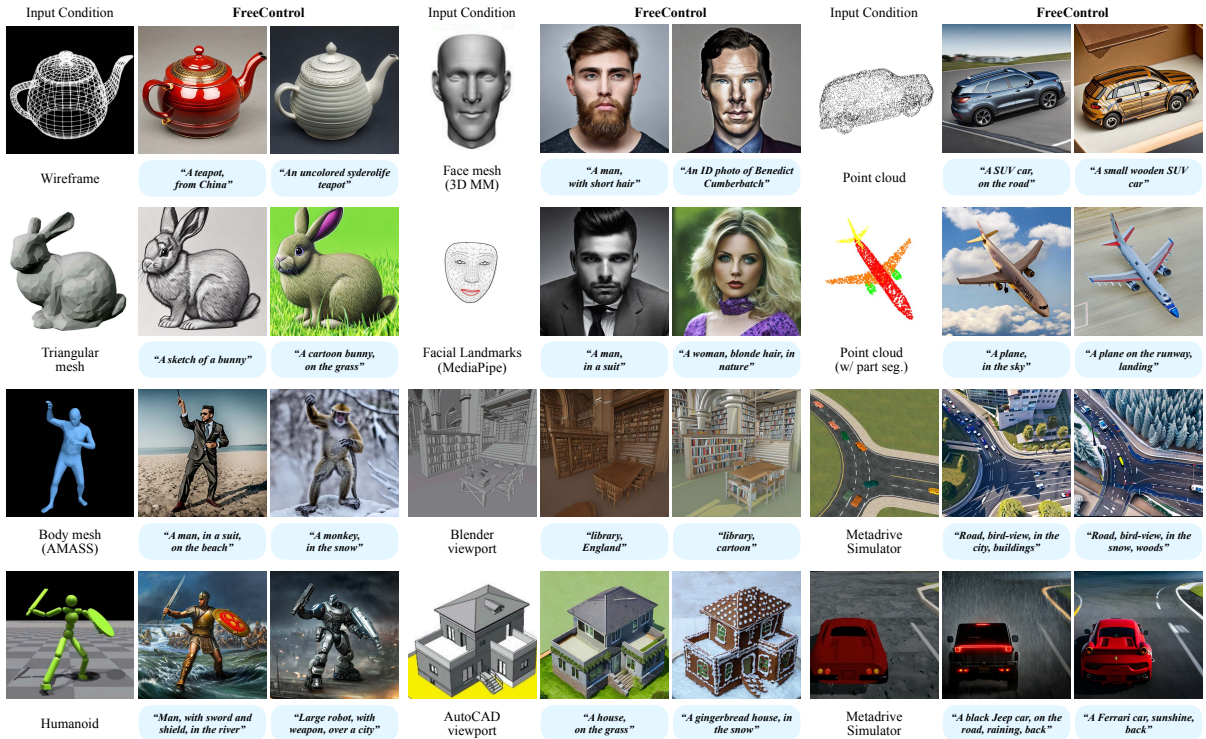 Input Condition
FreeControl
Input Condition
FreeControl
Input Condition
FreeControl
Wireframe
“A teapot,
from China”
“An uncolored syderolife
teapot”
Face mesh
(3D MM)
“A man,
with short hair”
“An ID photo of Benedict
Cumberbatch”
Point cloud
“A SUV car,
on the road”
“A small wooden SUV
car”
Triangular
mesh
“A sketch of a bunny”
“A cartoon bunny,
on the grass”
Facial Landmarks
(MediaPipe)
“A man,
in a suit”
“A woman, blonde hair, in
nature”
Point cloud
(w/ part seg.)
“A plane,
in the sky”
“A plane on the runway,
landing”
Body mesh
(AMASS)
“A man, in a suit,
on the beach”
“A monkey,
in the snow”
Blender
viewport
“library,
England”
“library,
cartoon”
Metadrive
Simulator
“Road, bird-view, in the
city, buildings”
“Road, bird-view, in the
snow, woods”
Humanoid
“Man, with sword and
shield, in the river”
“Large robot, with
weapon, over a city”
AutoCAD
viewport
“A house,
on the grass”
“A gingerbread house, in
the snow”
Metadrive
Simulator
“A black Jeep car, on the
road, raining, back”
“A Ferrari car, sunshine,
back”